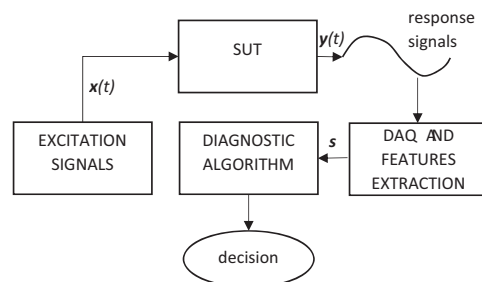 response
signals
y(t)
SUT
x(t)
EXCITATION
SIGNALS
DIAGNOSTIC
ALGORITHM
s
DAQ AND
FEATURES
EXTRACTION
decision